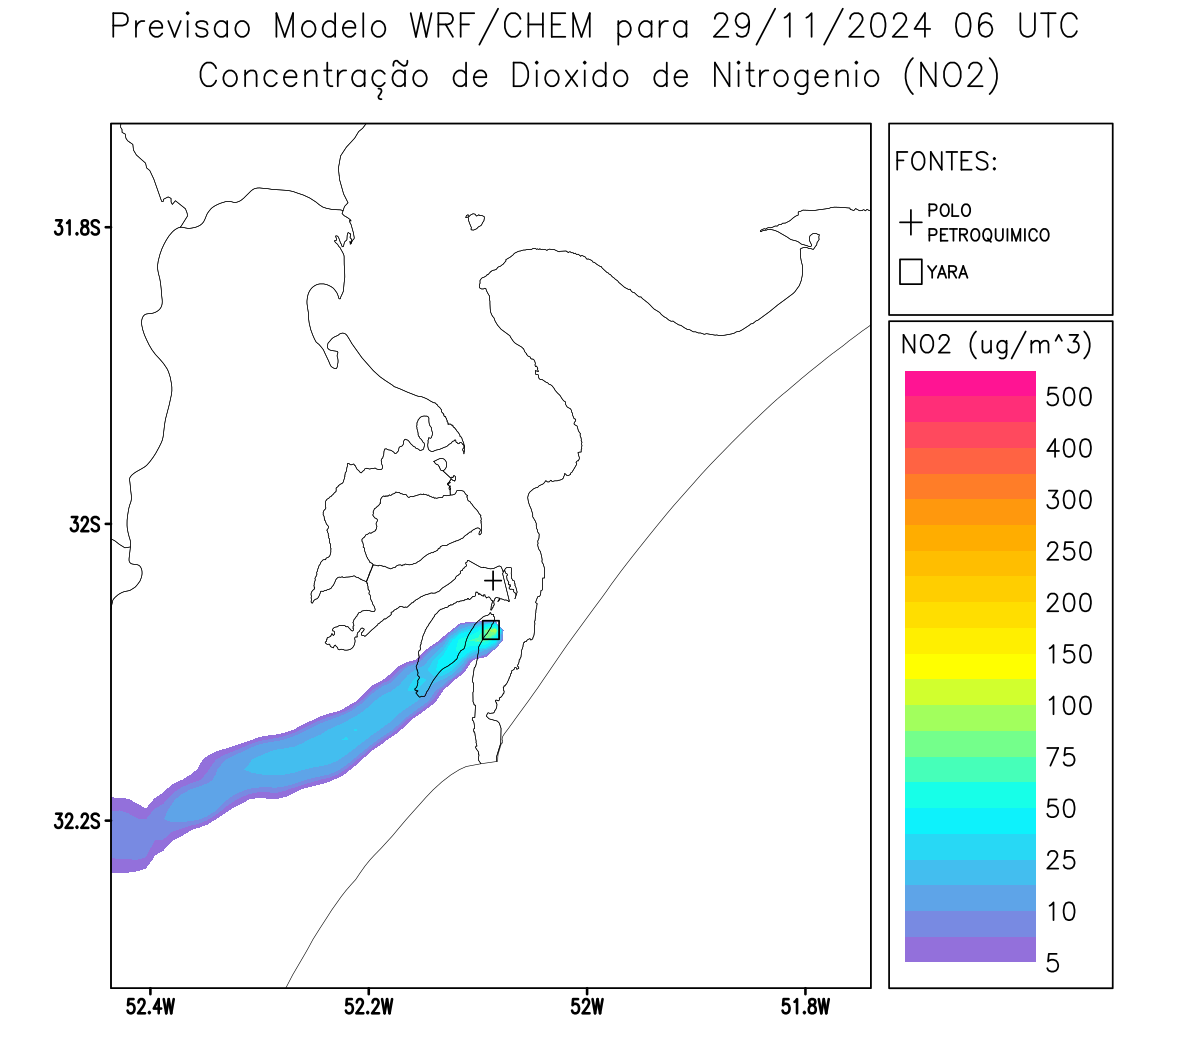 Previsao Modelo WRF/CHEM para 29/11/2024 06 UTC
Concentração de Dioxido de Nitrogenio (NO2)
FONTES:
POLO
PETROQUIMICO
YARA
31.8S
32S
32.2S
52.4W
52.2W
52W
51.8W
NO2 (ug/m^3)
500
400
300
250
200
150
100
75
50
25
10
5